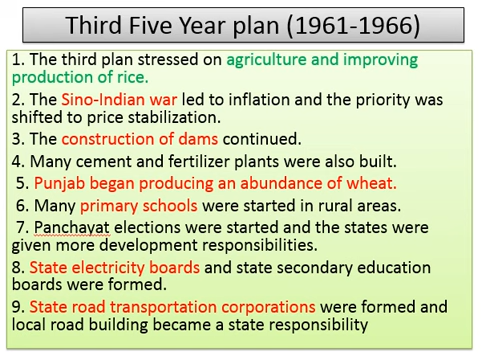 Third Five Year plan (1961-1966)
1. The third plan stressed on agriculture and improving
production of rice.
2. The Sino-Indian war led to inflation and the priority was
shifted to price stabilization.
3. The construction of dams continued.
4. Many cement and fertilizer plants were also built.
5. Punjab began producing an abundance of wheat.
6. Many primary schools were started in rural areas.
7. Panchayat elections were started and the states were
given more development responsibilities.
8. State electricity boards and state secondary education
boards were formed.
9. State road transportation corporations were formed and
local road building became a state responsibility